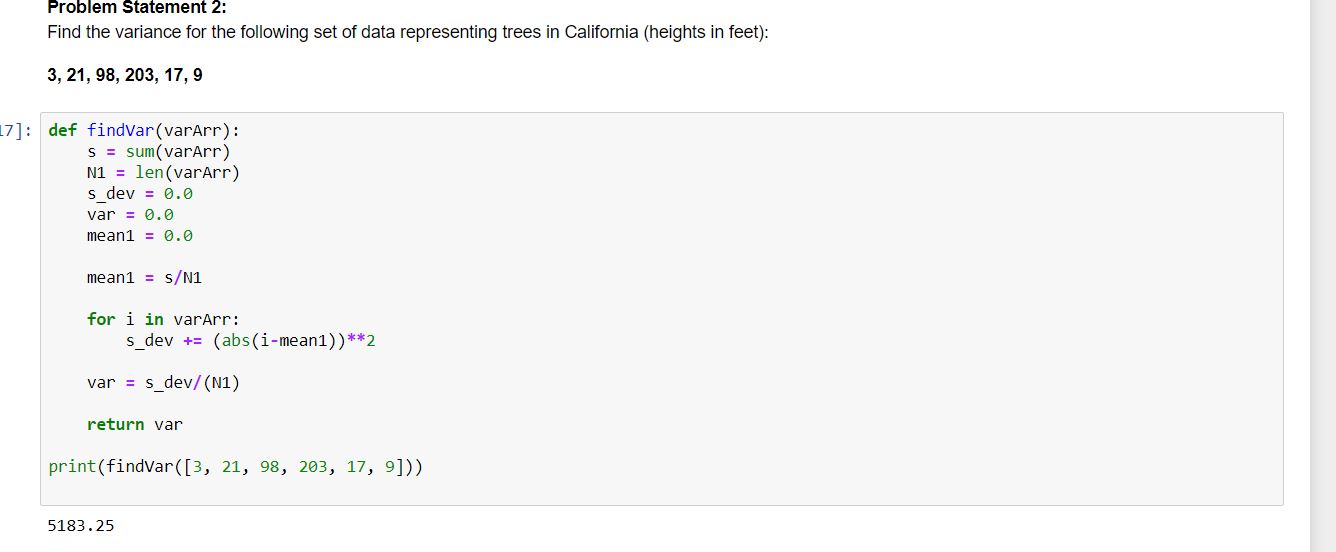 Problem Statement 2:
Find the variance for the following set of data representing trees in California (heights in feet):
3, 21, 98, 203, 17, 9
17]:
def findVar(varArr):
    s = sum(varArr)
    N1 = len(varArr)
    s_dev = 0.0
    var = 0.0
    mean1 = 0.0
    mean1 = s/N1
    for i in varArr:
        s_dev += (abs(i-mean1))**2
    var = s_dev/(N1)
    return var
print(findVar([3, 21, 98, 203, 17, 9]))
5183.25